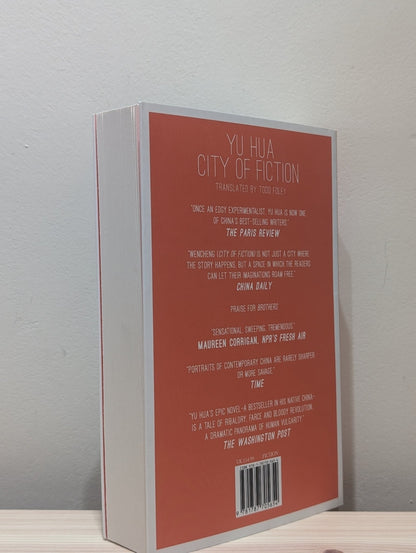 YU HUA
CITY OF FICTION
TRANSLATED BY TODD FOLEY
"ONCE AN EDGY EXPERIMENTALIST, YU HUA IS NOW ONE
OF CHINA'S BEST-SELLING WRITERS."
THE PARIS REVIEW
"WENCHENG (CITY OF FICTION) IS NOT JUST A CITY WHERE
THE STORY HAPPENS, BUT A SPACE IN WHICH THE READERS
CAN LET THEIR IMAGINATIONS ROAM FREE."
CHINA DAILY
PRAISE FOR BROTHERS
"SENSATIONAL, SWEEPING, TREMENDOUS."
MAUREEN CORRIGAN, NPR'S FRESH AIR
"PORTRAITS OF CONTEMPORARY CHINA ARE RARELY SHARPER
OR MORE SAVAGE."
TIME
"YU HUA'S EPIC NOVEL–A BESTSELLER IN HIS NATIVE CHINA–
IS A TALE OF RIBALDRY, FARCE AND BLOODY REVOLUTION,
A DRAMATIC PANORAMA OF HUMAN VULGARITY."
THE WASHINGTON POST
FICTION